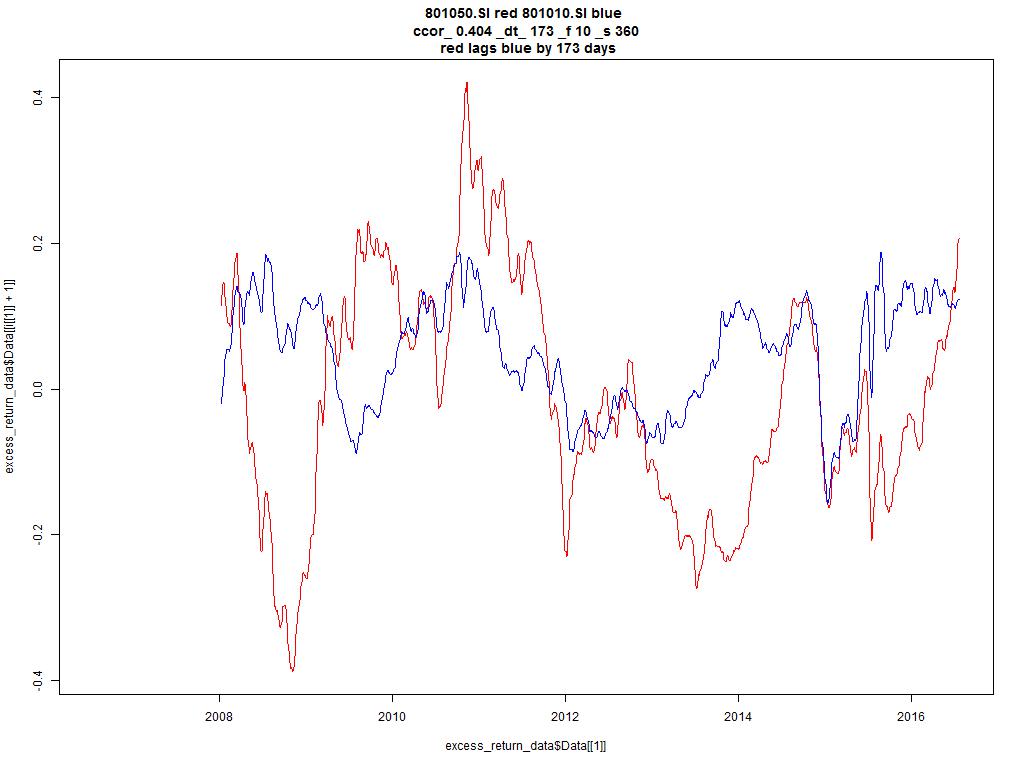 801050.SI red 801010.SI blue
ccor_ 0.404 _dt_ 173 _f 10 _s 360
red lags blue by 173 days
0.4
0.2
0.0
-0.2
-0.4
excess_return_data$Data[[i[[1]] + 1]]
2008 2010 2012 2014 2016
excess_return_data$Data[[1]]